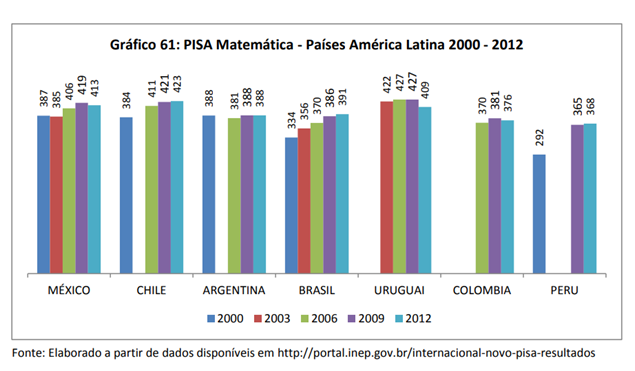 Gráfico 61: PISA Matemática - Países América Latina 2000 - 2012
387 385 406 419 413
384 411 421 423
388 381 388 388
334 356 370 386 391
422 427 427 409
370 381 376
292 365 368
MÉXICO CHILE ARGENTINA BRASIL URUGUAI COLOMBIA PERU
2000 2003 2006 2009 2012
Fonte: Elaborado a partir de dados disponíveis em http://portal.inep.gov.br/internacional-novo-pisa-resultados